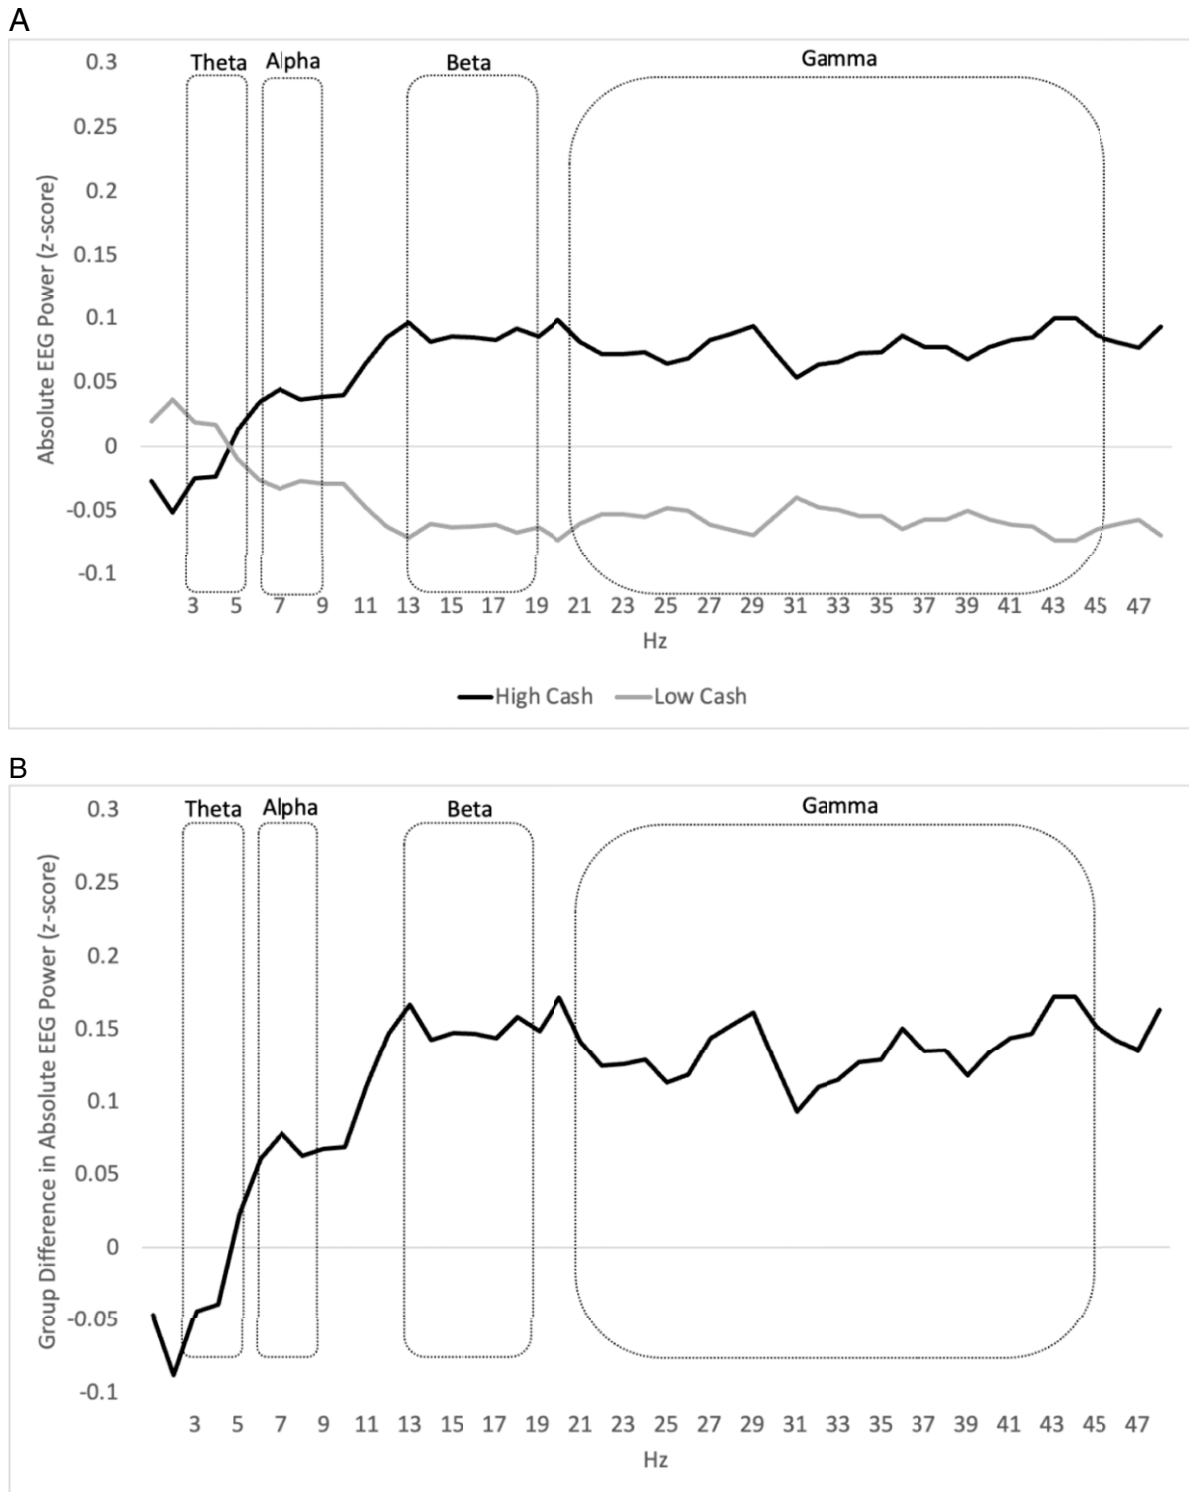 A
Theta Alpha Beta Gamma
0.3
0.25
0.2
0.15
0.1
0.05
0
-0.05
-0.1
Absolute EEG Power (z-score)
3 5 7 9 11 13 15 17 19 21 23 25 27 29 31 33 35 37 39 41 43 45 47
Hz
High Cash Low Cash
B
Theta Alpha Beta Gamma
0.3
0.25
0.2
0.15
0.1
0.05
0
-0.05
-0.1
Group Difference in Absolute EEG Power (z-score)
3 5 7 9 11 13 15 17 19 21 23 25 27 29 31 33 35 37 39 41 43 45 47
Hz